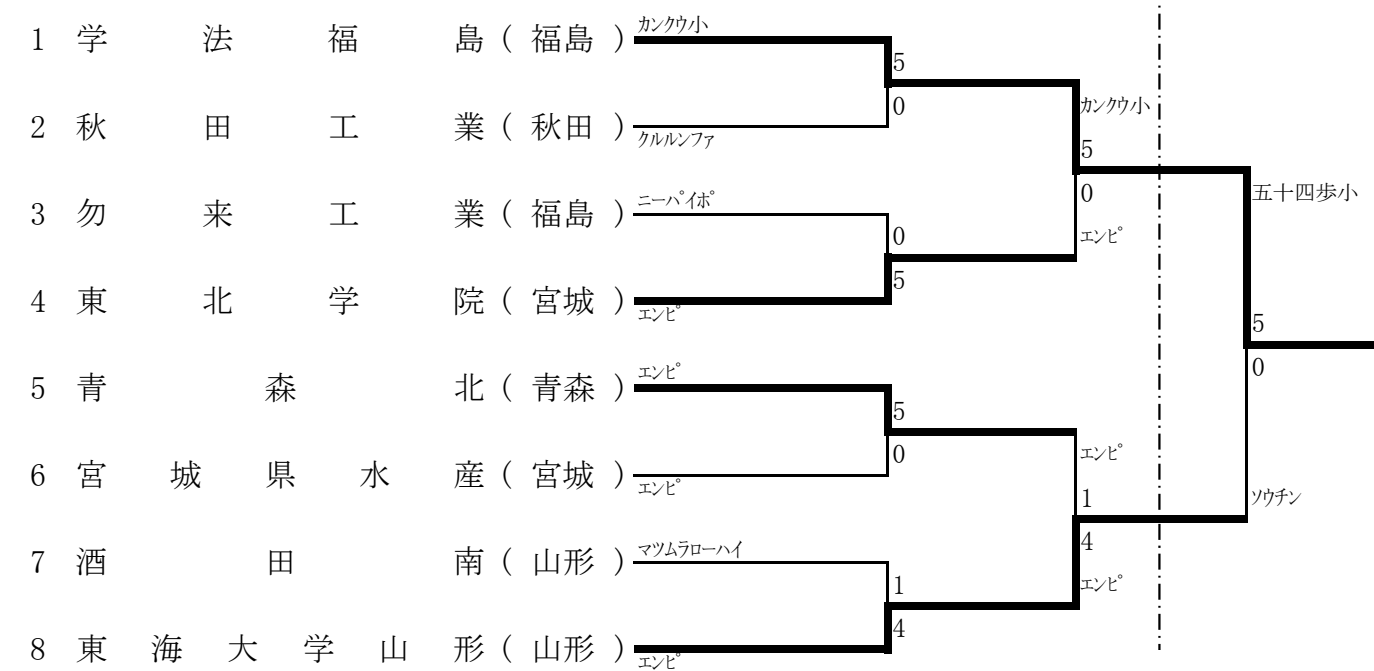 カンクウ小
1 学法福島 ( 福島 )
5
0
カンクウ小
2 秋田工業 ( 秋田 )
クルルンファ
5
0
五十四歩小
ニーパイポ
3 勿来工業 ( 福島 )
0
5
エンピ
4 東北学院 ( 宮城 )
エンピ
5
0
エンピ
5 青森北 ( 青森 )
5
0
エンピ
6 宮城県水産 ( 宮城 )
エンピ
1
4
ソウチン
マツムラローハイ
7 酒田南 ( 山形 )
1
4
エンピ
8 東海大学山形 ( 山形 )
エンピ